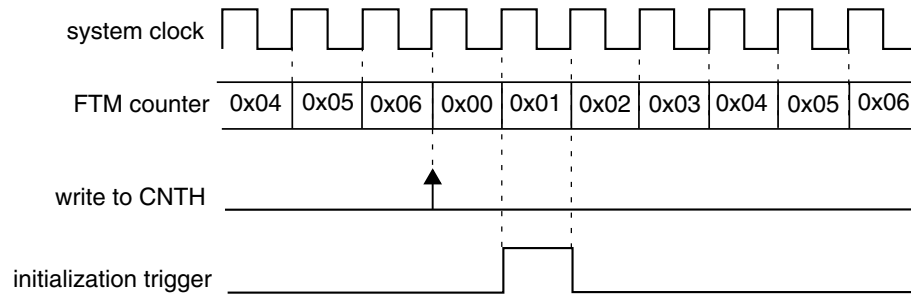 system clock
FTM counter 0x04 0x05 0x06 0x00 0x01 0x02 0x03 0x04 0x05 0x06
write to CNTH
initialization trigger